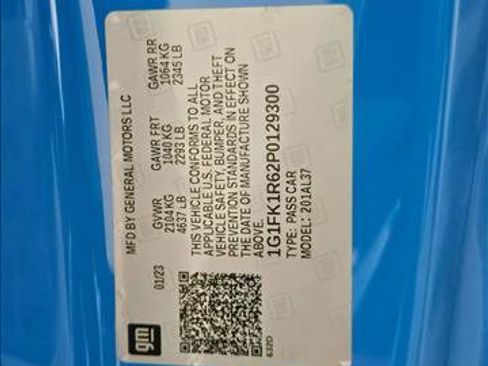 gm
MFD BY GENERAL MOTORS LLC
01/23
GVWR GAWR FRT GAWR RR
2104 KG 1040 KG 1064 KG
4637 LB 2293 LB 2345 LB
THIS VEHICLE CONFORMS TO ALL
APPLICABLE U.S. FEDERAL MOTOR
VEHICLE SAFETY, BUMPER, AND THEFT
PREVENTION STANDARDS IN EFFECT ON
THE DATE OF MANUFACTURE SHOWN
ABOVE.
1G1FK1R62P0129300
TYPE: PASS CAR
MODEL: 201AL37
632D